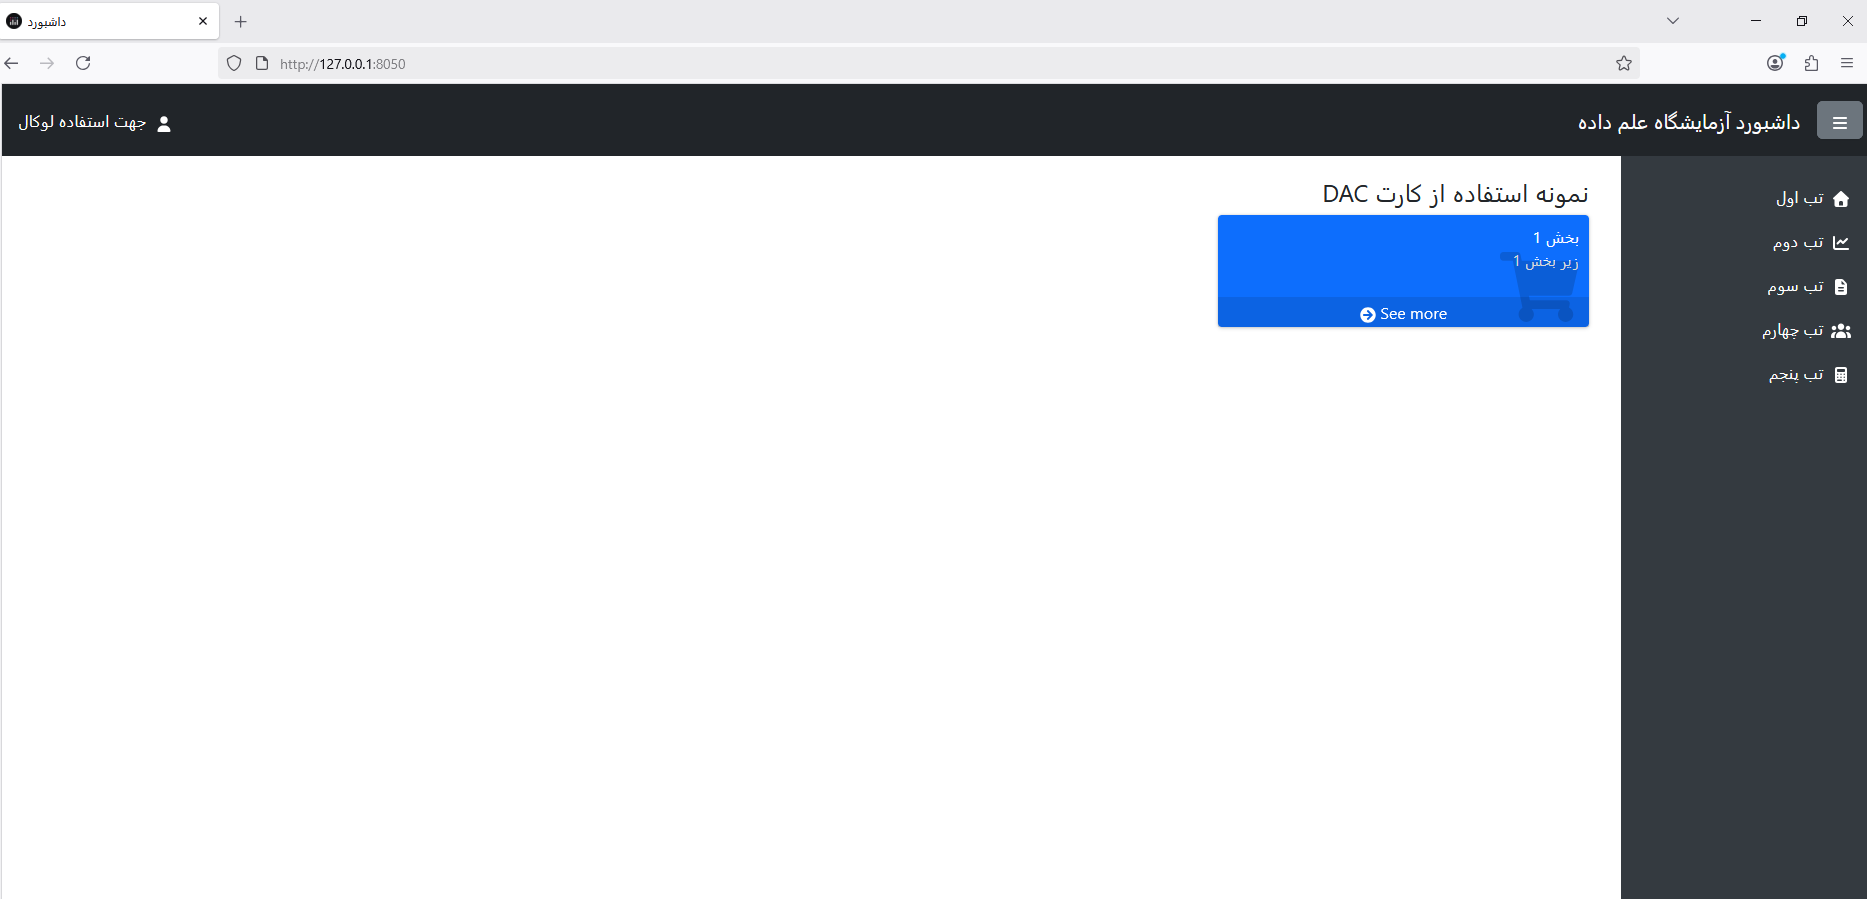 داشبورد
http://127.0.0.1:8050
داشبورد آزمایشگاه علم داده
جهت استفاده لوکال
تب اول
تب دوم
تب سوم
تب چهارم
تب پنجم
نمونه استفاده از کارت DAC
بخش 1
زیر بخش 1
See more